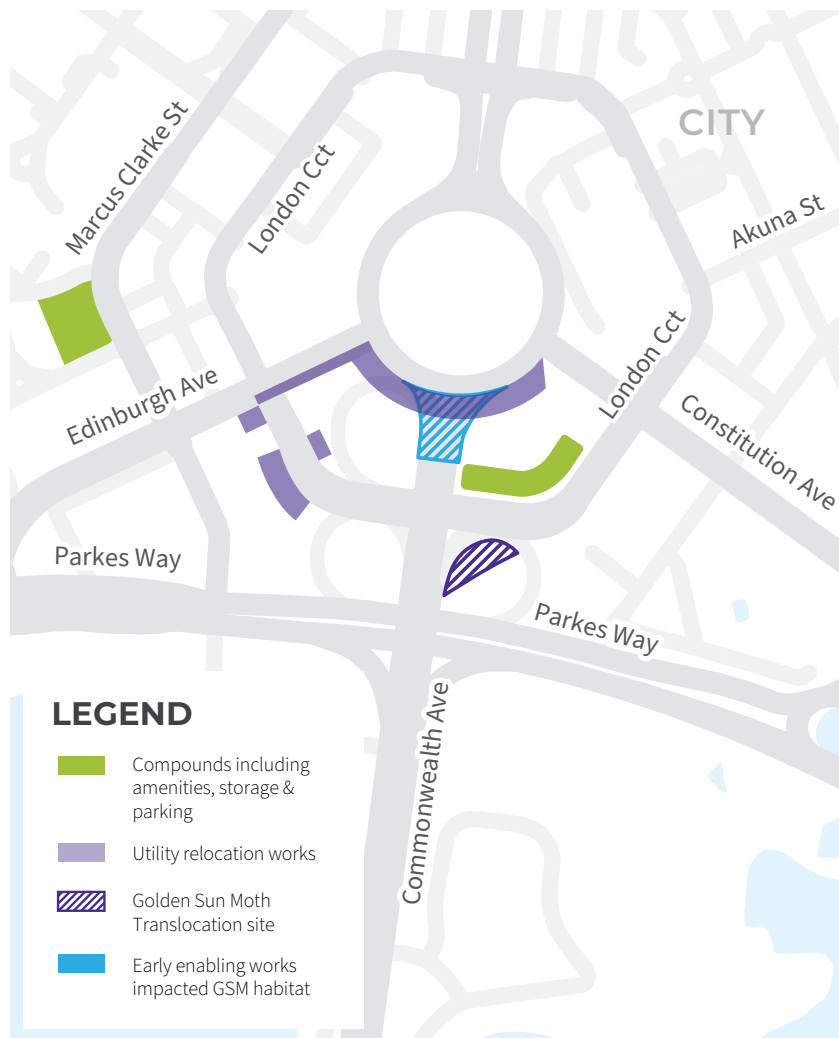 CITY
Marcus Clarke St
London Cct
Akuna St
London Cct
Edinburgh Ave
Constitution Ave
Parkes Way
Parkes Way
Commonwealth Ave
LEGEND
Compounds including
amenities, storage &
parking
Utility relocation works
Golden Sun Moth
Translocation site
Early enabling works
impacted GSM habitat